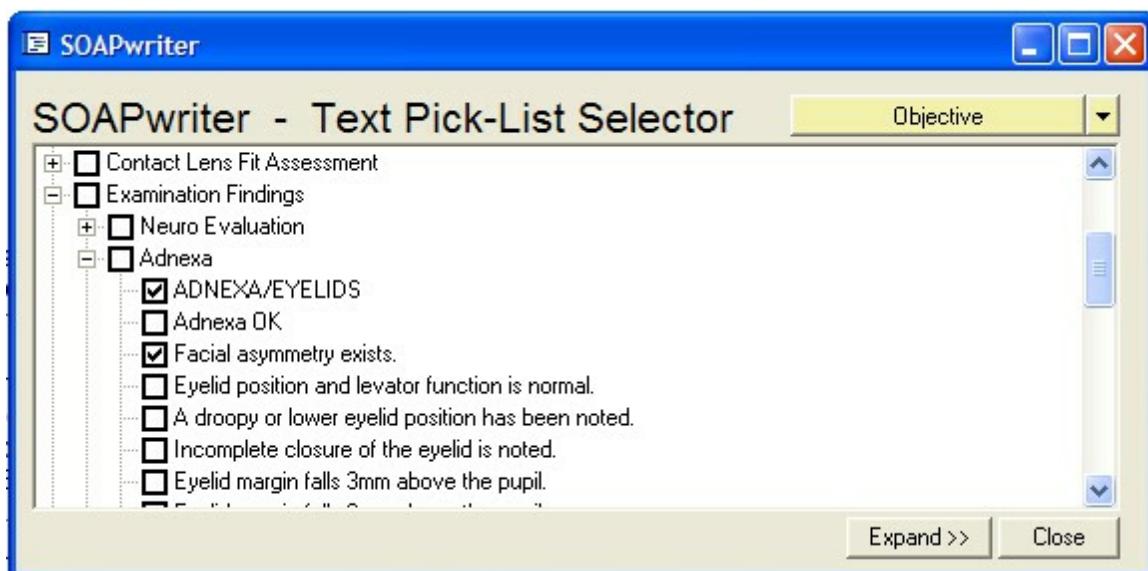 SOAPwriter
SOAPwriter - Text Pick-List Selector
Objective
Contact Lens Fit Assessment
Examination Findings
Neuro Evaluation
Adnexa
ADNEXA/EYELIDS
Adnexa OK
Facial asymmetry exists.
Eyelid position and levator function is normal.
A droopy or lower eyelid position has been noted.
Incomplete closure of the eyelid is noted.
Eyelid margin falls 3mm above the pupil.
Expand >>
Close